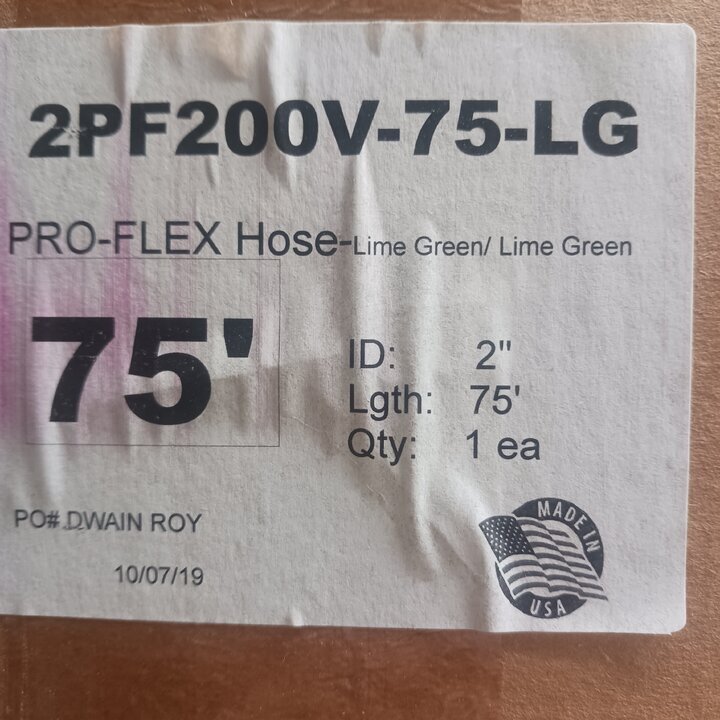 2PF200V-75-LG
PRO-FLEX Hose-Lime Green/ Lime Green
75'
ID: 2"
Lgth: 75'
Qty: 1 ea
PO# DWAIN ROY
10/07/19
MADE IN
USA